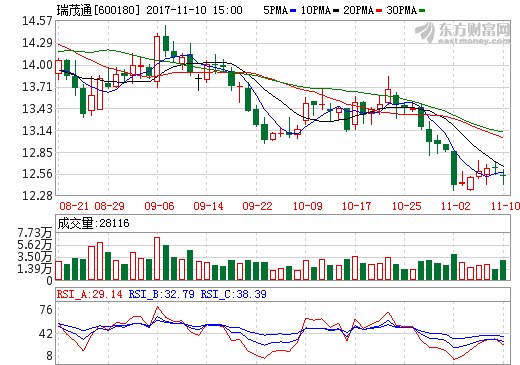 瑞茂通[600180] 2017-11-10 15:00 5PMA 10PMA 20PMA 30PMA
东方财富网
eastmoney.com
14.57
14.29
14.00
13.71
13.43
13.14
12.85
12.56
12.28
08-21 08-29 09-06 09-14 09-22 10-09 10-17 10-25 11-02 11-10
成交量:28116
7.73万
5.62万
3.50万
1.39万
0
RSI_A:29.14 RSI_B:32.79 RSI_C:38.39
76
42
8